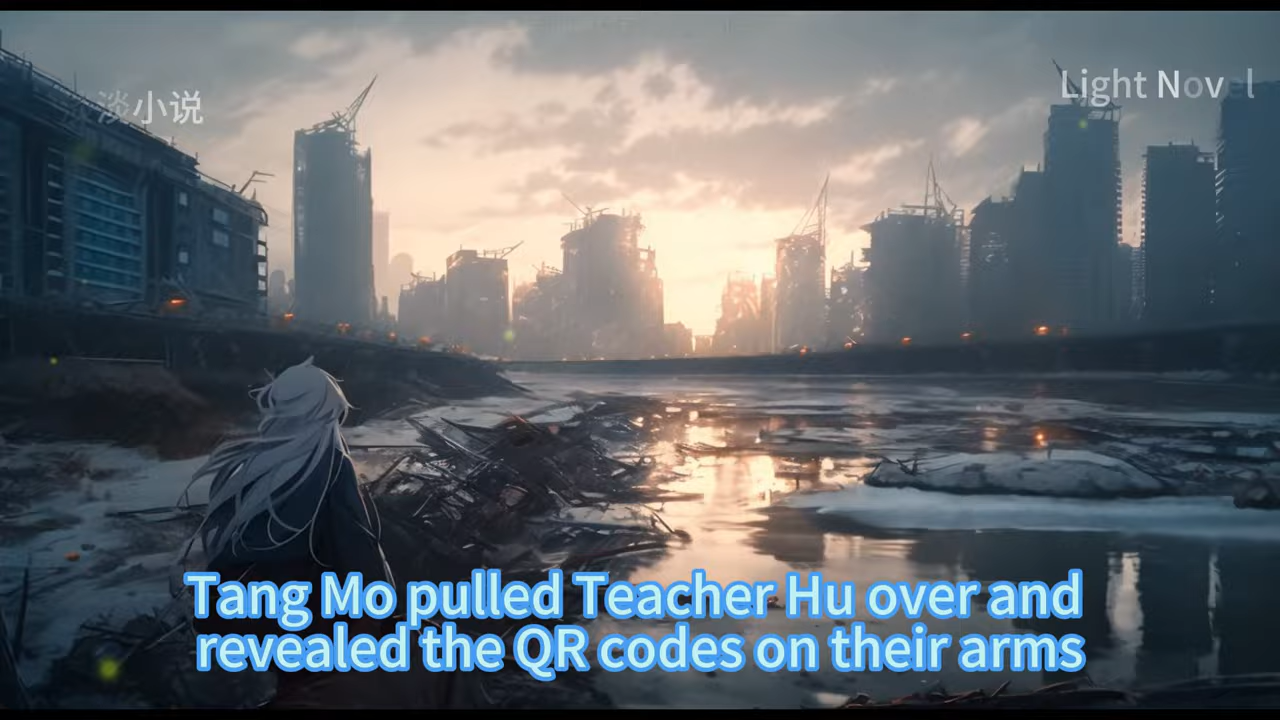 淡小说
Light Novel
Tang Mo pulled Teacher Hu over and
revealed the QR codes on their arms